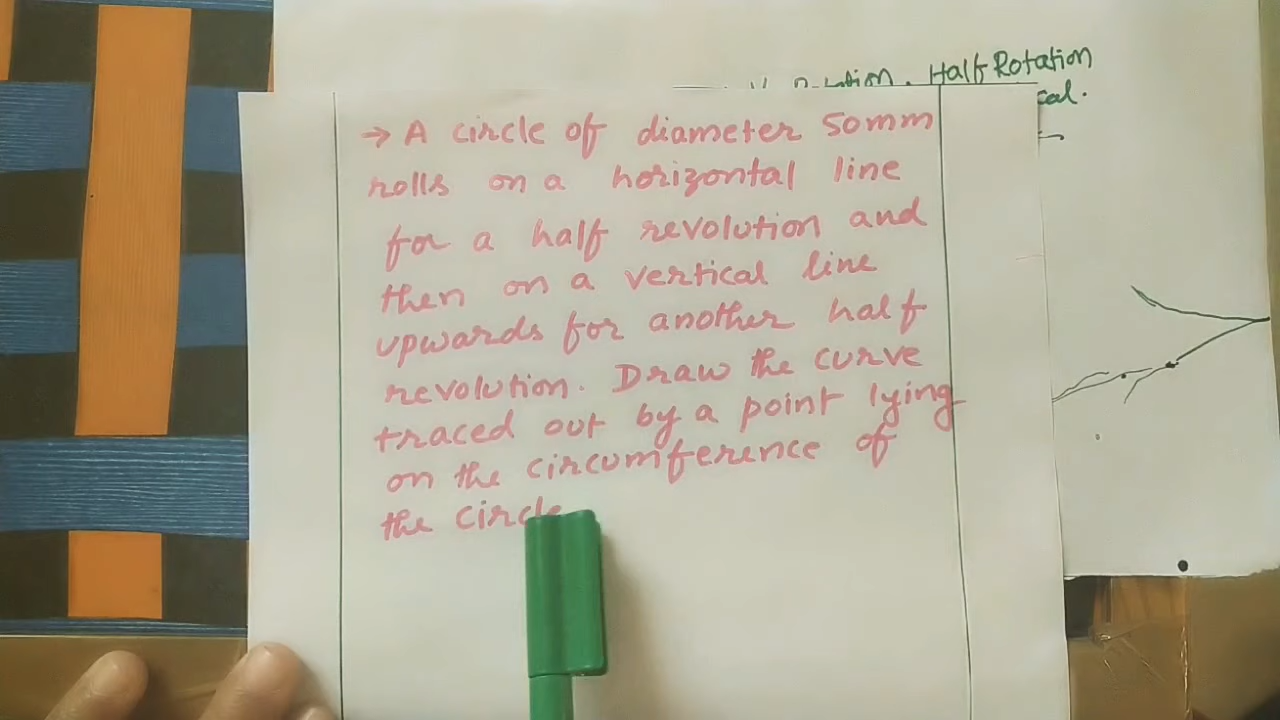 Half Rotation
→ A circle of diameter 50mm
rolls on a horizontal line
for a half revolution and
then on a vertical line
upwards for another half
revolution. Draw the curve
traced out by a point lying
on the circumference of
the circle